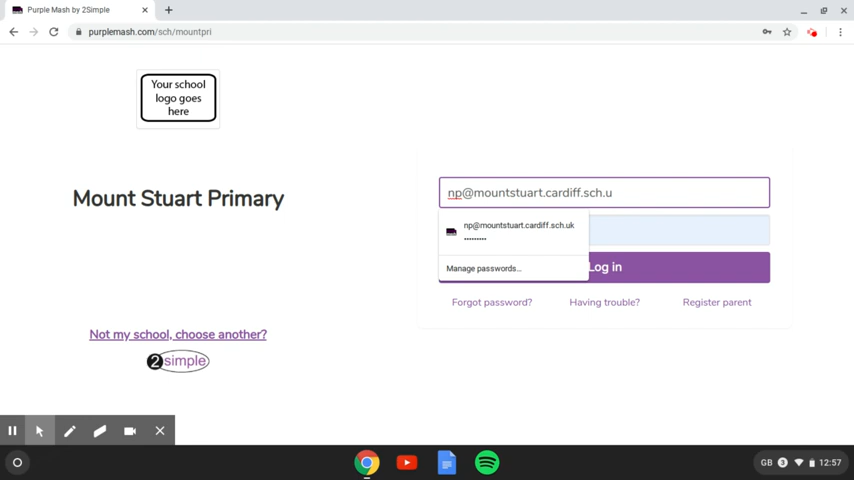 Purple Mash by 2Simple
purplemash.com/sch/mountpri
Your school
logo goes
here
Mount Stuart Primary
np@mountstuart.cardiff.sch.u
np@mountstuart.cardiff.sch.uk
•••••••••
Manage passwords...
Log in
Forgot password?
Having trouble?
Register parent
Not my school, choose another?
2simple
GB
3
12:57